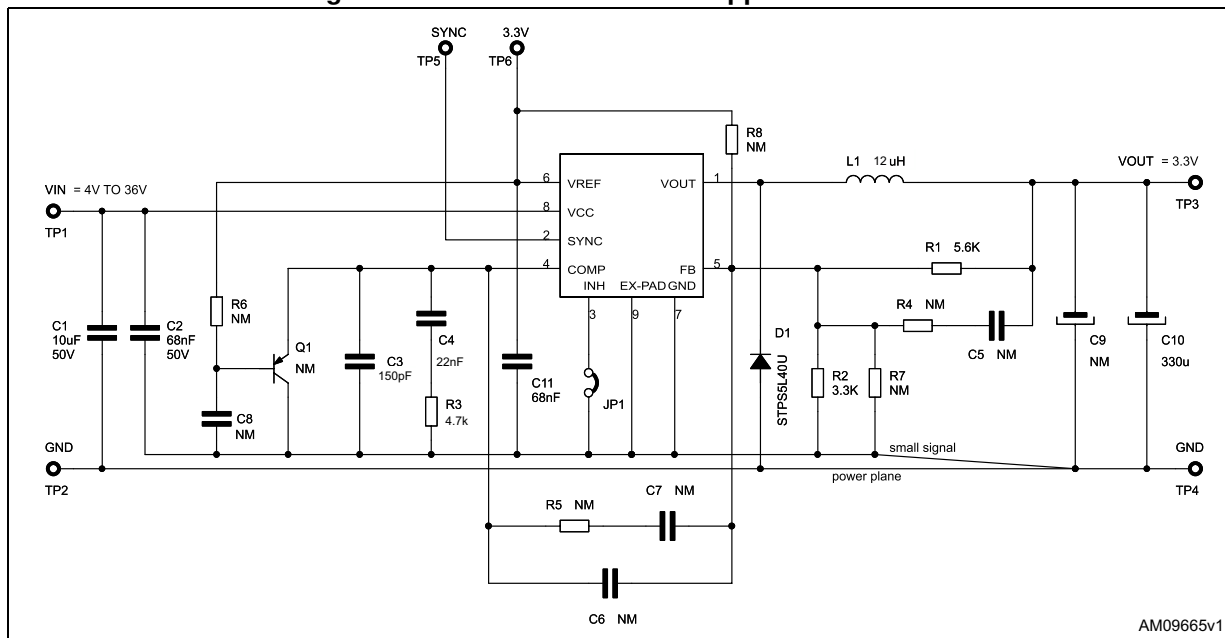 SYNC
TP5
3.3V
TP6
R8
NM
L1 12 uH
VOUT = 3.3V
TP3
VIN = 4V TO 36V
TP1
6
VREF
VOUT
1
8
VCC
2
SYNC
4
COMP
FB
5
INH
EX-PAD
GND
3
9
7
R1 5.6K
R4 NM
C5 NM
R6
NM
C1
10uF
50V
C2
68nF
50V
Q1
NM
C3
150pF
C4
22nF
R3
4.7k
C8
NM
C11
68nF
JP1
D1
STPS5L40U
R2
3.3K
R7
NM
C9
NM
C10
330u
GND
TP2
small signal
power plane
GND
TP4
R5 NM
C7 NM
C6 NM
AM09665v1